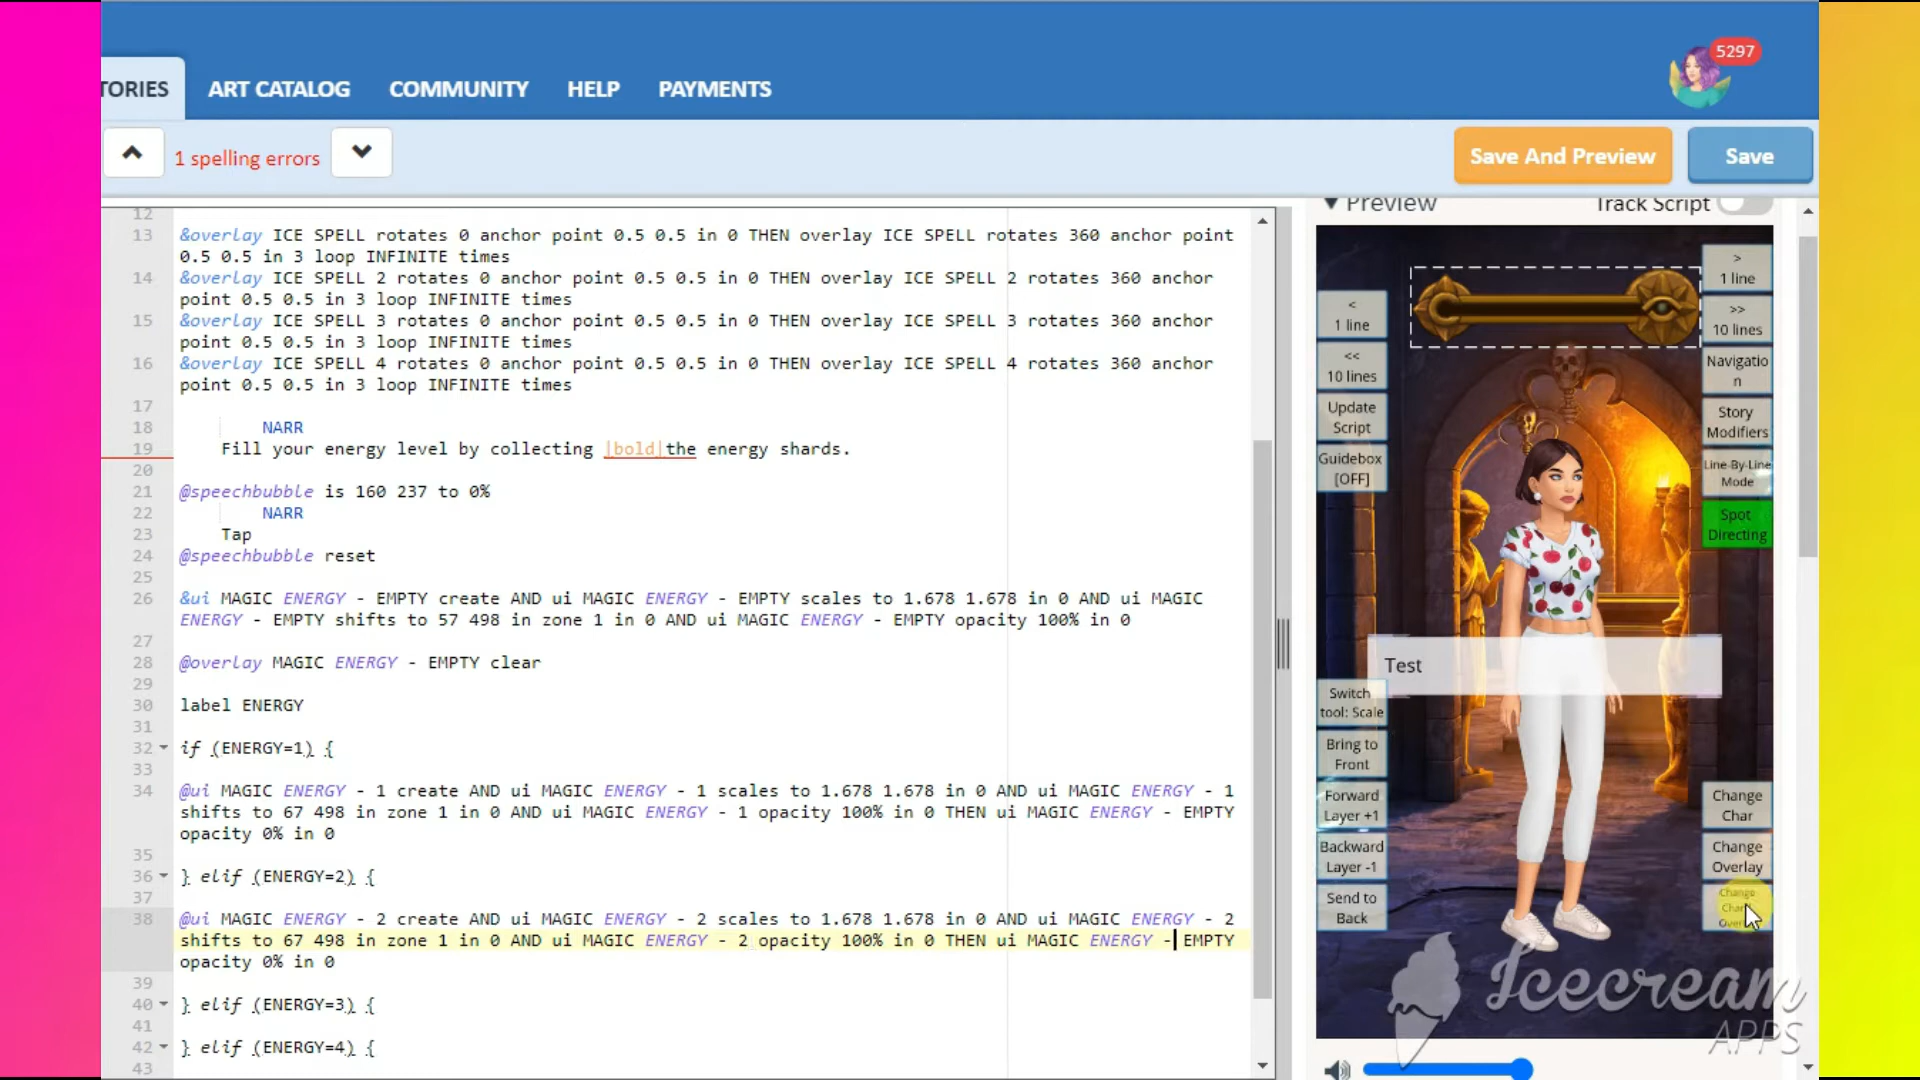 5297
TORIES ART CATALOG COMMUNITY HELP PAYMENTS
1 spelling errors
Save And Preview
Save
Preview
Track Script
12
13 &overlay ICE SPELL rotates 0 anchor point 0.5 0.5 in 0 THEN overlay ICE SPELL rotates 360 anchor point
0.5 0.5 in 3 loop INFINITE times
14 &overlay ICE SPELL 2 rotates 0 anchor point 0.5 0.5 in 0 THEN overlay ICE SPELL 2 rotates 360 anchor
point 0.5 0.5 in 3 loop INFINITE times
15 &overlay ICE SPELL 3 rotates 0 anchor point 0.5 0.5 in 0 THEN overlay ICE SPELL 3 rotates 360 anchor
point 0.5 0.5 in 3 loop INFINITE times
16 &overlay ICE SPELL 4 rotates 0 anchor point 0.5 0.5 in 0 THEN overlay ICE SPELL 4 rotates 360 anchor
point 0.5 0.5 in 3 loop INFINITE times
17
18 NARR
19 Fill your energy level by collecting |bold|the energy shards.
20
21 @speechbubble is 160 237 to 0%
22 NARR
23 Tap
24 @speechbubble reset
25
26 &ui MAGIC ENERGY - EMPTY create AND ui MAGIC ENERGY - EMPTY scales to 1.678 1.678 in 0 AND ui MAGIC
ENERGY - EMPTY shifts to 57 498 in zone 1 in 0 AND ui MAGIC ENERGY - EMPTY opacity 100% in 0
27
28 @overlay MAGIC ENERGY - EMPTY clear
29
30 label ENERGY
31
32 if (ENERGY=1) {
33
34 @ui MAGIC ENERGY - 1 create AND ui MAGIC ENERGY - 1 scales to 1.678 1.678 in 0 AND ui MAGIC ENERGY - 1
shifts to 67 498 in zone 1 in 0 AND ui MAGIC ENERGY - 1 opacity 100% in 0 THEN ui MAGIC ENERGY - EMPTY
opacity 0% in 0
35
36 } elif (ENERGY=2) {
37
38 @ui MAGIC ENERGY - 2 create AND ui MAGIC ENERGY - 2 scales to 1.678 1.678 in 0 AND ui MAGIC ENERGY - 2
shifts to 67 498 in zone 1 in 0 AND ui MAGIC ENERGY - 2 opacity 100% in 0 THEN ui MAGIC ENERGY - EMPTY
opacity 0% in 0
39
40 } elif (ENERGY=3) {
41
42 } elif (ENERGY=4) {
43
<
1 line
<<
10 lines
Update
Script
Guidebox
[OFF]
>
1 line
>>
10 lines
Navigatio
n
Story
Modifiers
Line-By-Line
Mode
Spot
Directing
Test
Switch
tool: Scale
Bring to
Front
Forward
Layer +1
Backward
Layer -1
Send to
Back
Change
Char
Change
Overlay
Change
Icecream
APPS